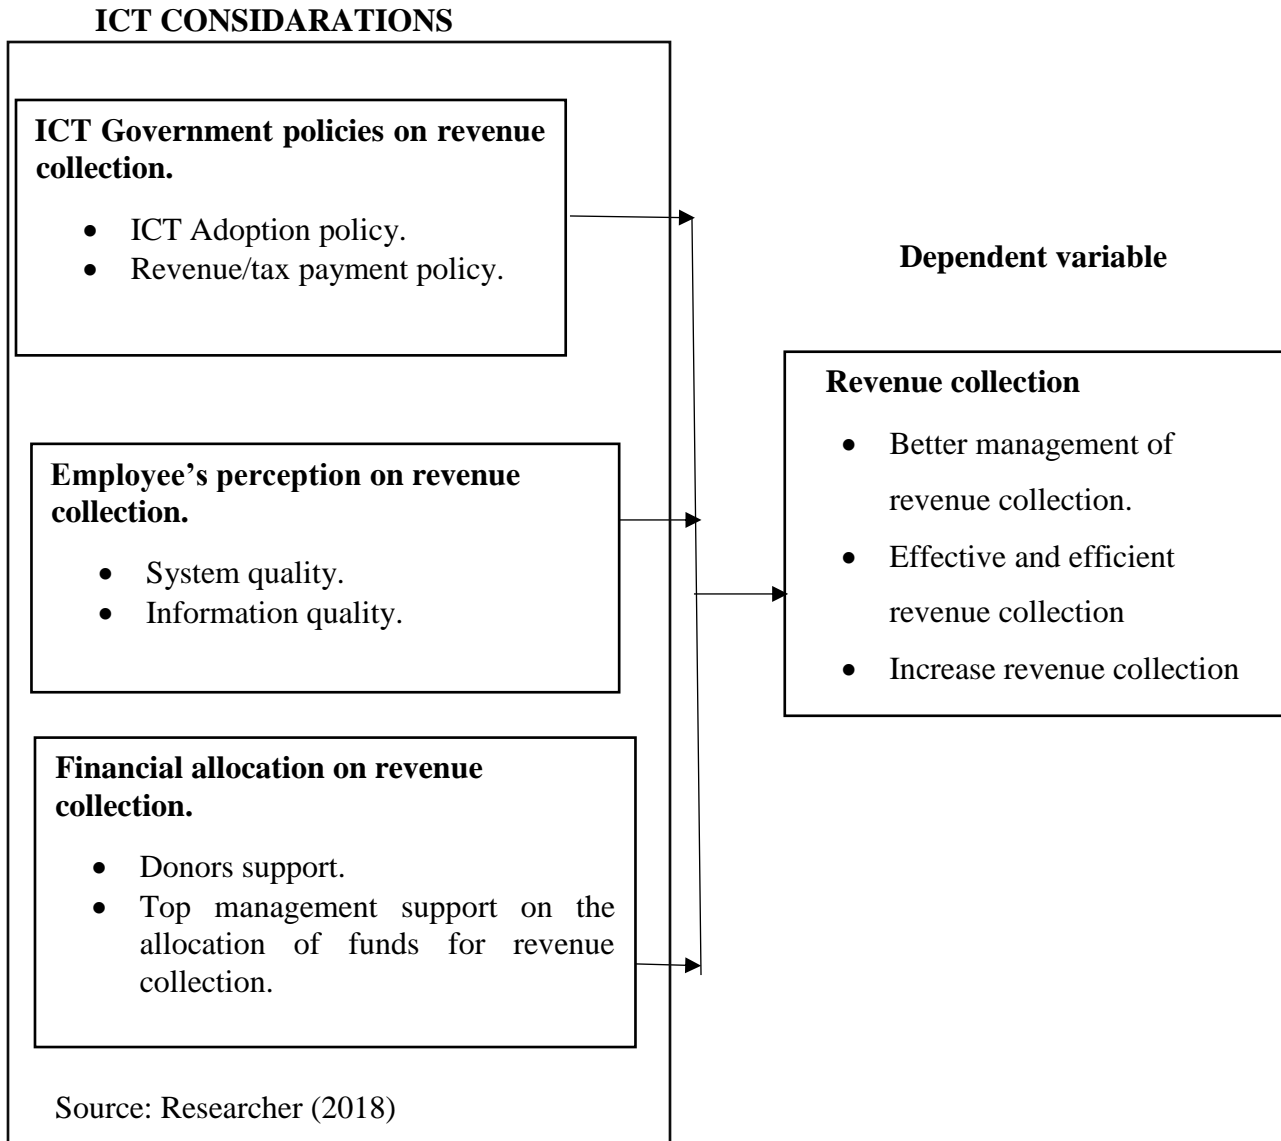 ICT CONSIDARATIONS
ICT Government policies on revenue
collection.
• ICT Adoption policy.
• Revenue/tax payment policy.
Employee’s perception on revenue
collection.
• System quality.
• Information quality.
Financial allocation on revenue
collection.
• Donors support.
• Top management support on the
allocation of funds for revenue
collection.
Source: Researcher (2018)
Dependent variable
Revenue collection
• Better management of
revenue collection.
• Effective and efficient
revenue collection
• Increase revenue collection